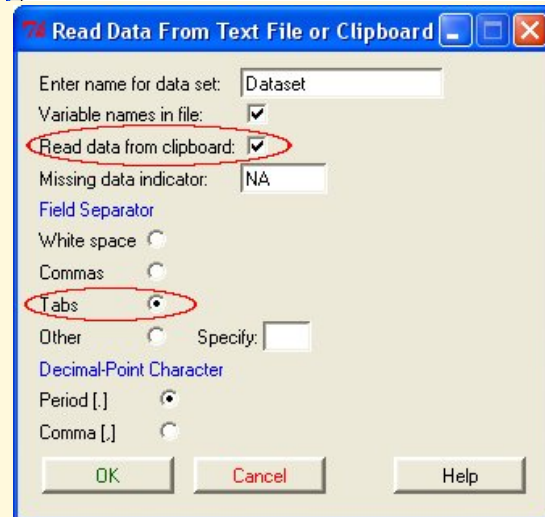 Read Data From Text File or Clipboard
Enter name for data set: Dataset
Variable names in file:
Read data from clipboard:
Missing data indicator: NA
Field Separator
White space
Commas
Tabs
Other Specify:
Decimal-Point Character
Period [.]
Comma [,]
OK Cancel Help